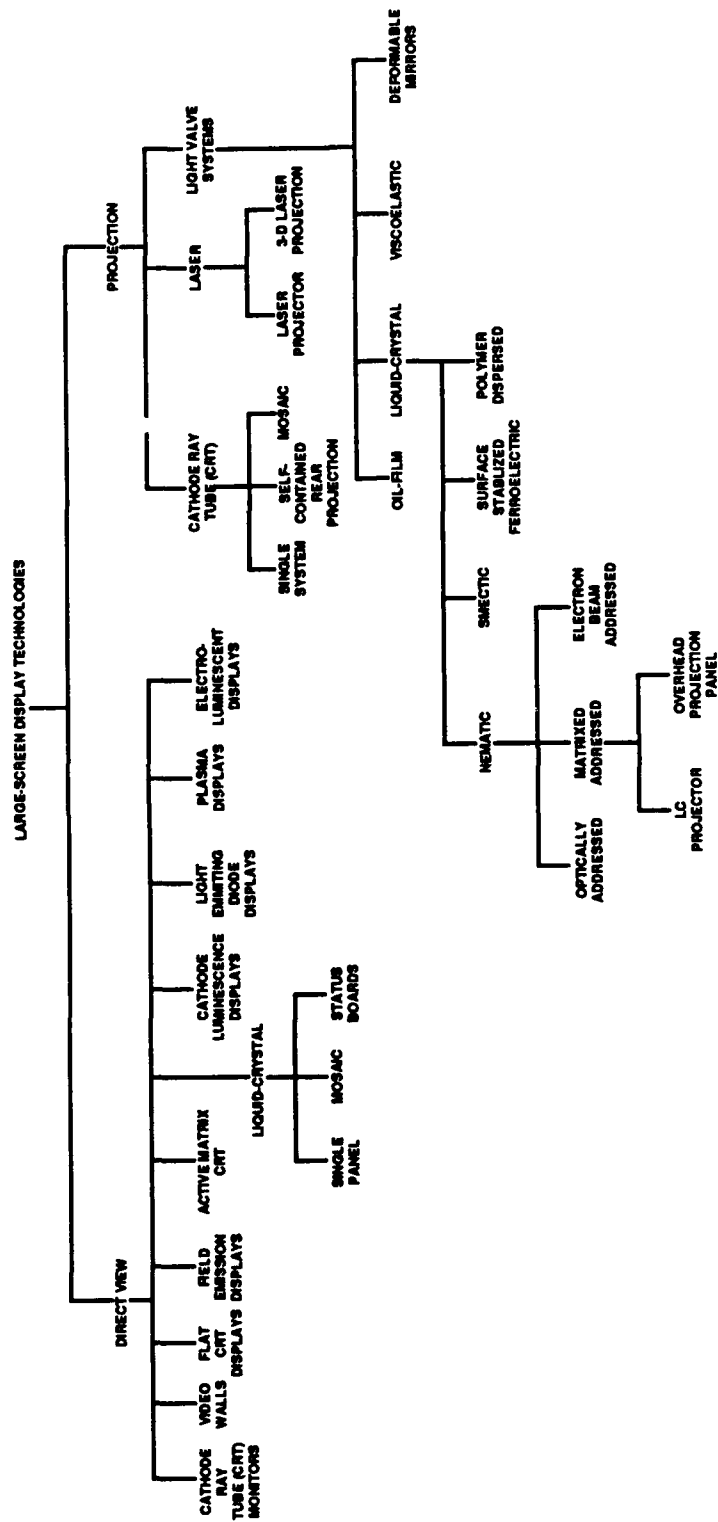 LARGE-SCREEN DISPLAY TECHNOLOGIES
DIRECT VIEW
CATHODE
RAY
TUBE (CRT)
MONITORS
VIDEO
WALLS
FLAT
CRT
DISPLAYS
FIELD
EMISSION
DISPLAYS
ACTIVE MATRIX
CRT
LIQUID-CRYSTAL
SINGLE
PANEL
MOSAIC
STATUS
BOARDS
CATHODE
LUMINESCENCE
DISPLAYS
LIGHT
EMMITING
DIODE
DISPLAYS
PLASMA
DISPLAYS
ELECTRO-
LUMINESCENT
DISPLAYS
PROJECTION
CATHODE RAY
TUBE (CRT)
SINGLE
SYSTEM
SELF-
CONTAINED
REAR
PROJECTION
MOSAIC
LASER
LASER
PROJECTOR
3-D LASER
PROJECTION
LIGHT VALVE
SYSTEMS
OIL-FILM
LIQUID-CRYSTAL
VISCOELASTIC
DEFORMABLE
MIRRORS
NEMATIC
SMECTIC
SURFACE
STABLIZED
FERROELECTRIC
POLYMER
DISPERSED
OPTICALLY
ADDRESSED
MATRIXED
ADDRESSED
ELECTRON
BEAM
ADDRESSED
LC
PROJECTOR
OVERHEAD
PROJECTION
PANEL